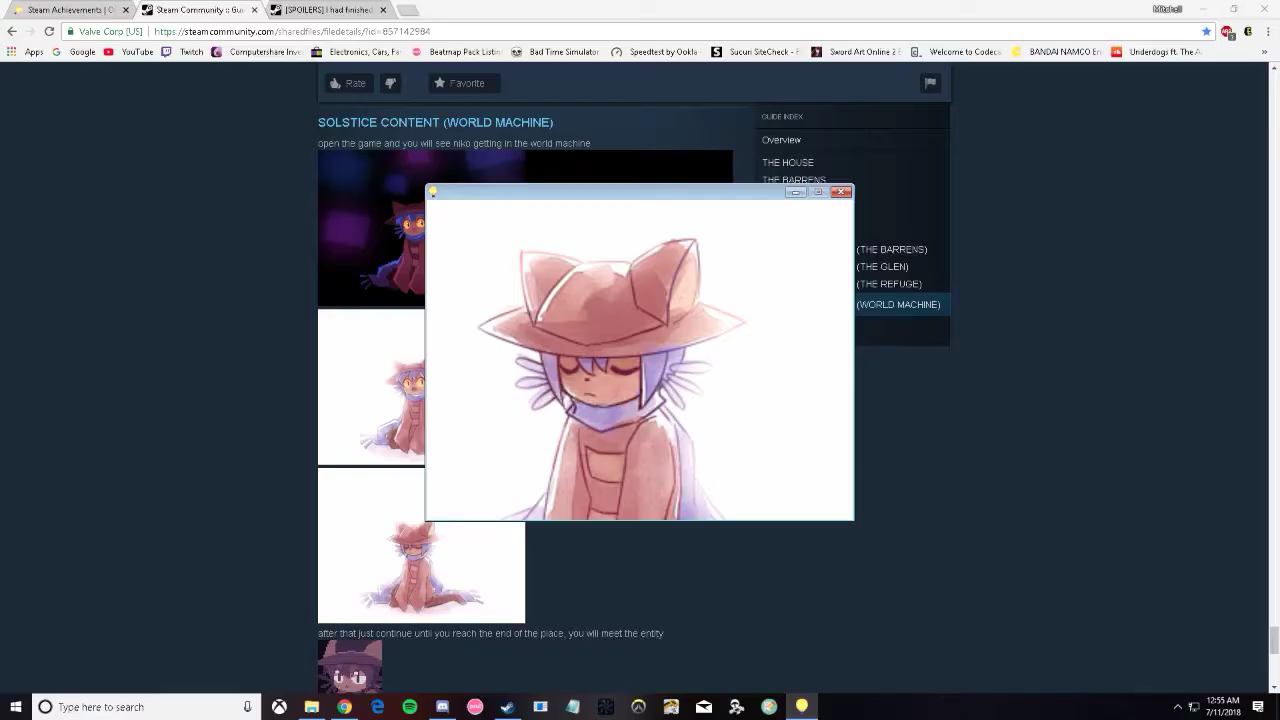 Steam Achievements | O
Steam Community :: Gui
[SPOILERS] I had finished
Valve Corp [US] | https://steamcommunity.com/sharedfiles/filedetails/?id=857142984
Apps Google YouTube Twitch Computershare Inves Electronics, Cars, Fa Beatmap Pack Listing Bad Time Simulator Speedtest by Ookla Sucuri SiteCheck - Fr Sword Art Online 2 En Welcome to Codeca BANDAI NAMCO En Underdogs ft. The A
Rate Favorite
SOLSTICE CONTENT (WORLD MACHINE)
open the game and you will see niko getting in the world machine
GUIDE INDEX
Overview
THE HOUSE
THE BARRENS
(THE BARRENS)
(THE GLEN)
(THE REFUGE)
(WORLD MACHINE)
after that just continue until you reach the end of the place, you will meet the entity
Type here to search
12:55 AM
7/11/2018